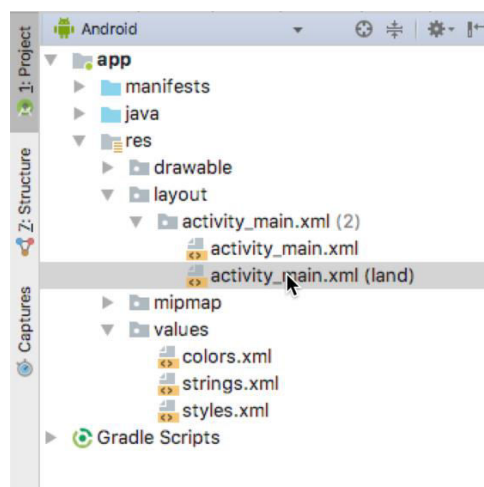 Android
1: Project
app
manifests
java
res
drawable
Z: Structure
layout
activity_main.xml (2)
activity_main.xml
activity_main.xml (land)
Captures
mipmap
values
colors.xml
strings.xml
styles.xml
Gradle Scripts